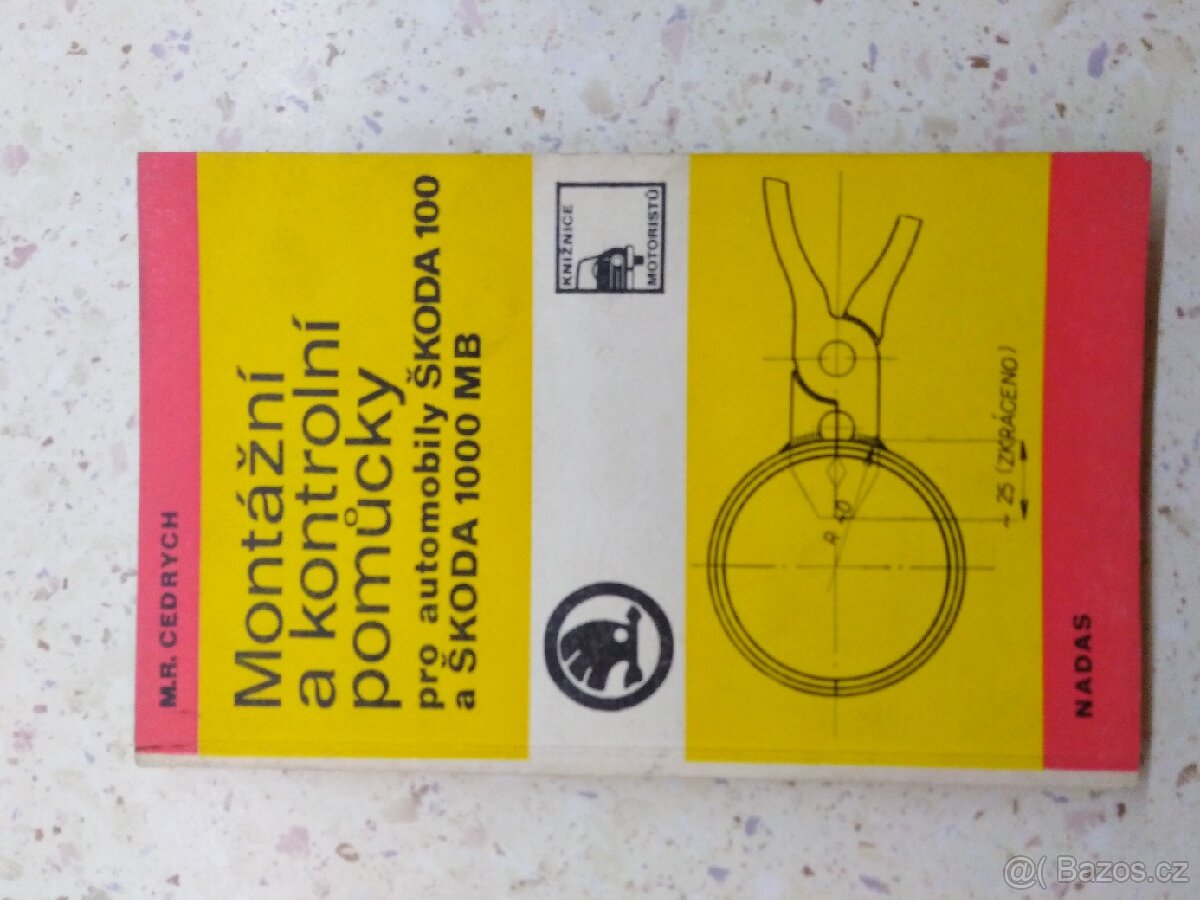 M.R. CEDRYCH
Montážní
a kontrolní
pomůcky
pro automobily ŠKODA 100
a ŠKODA 1000 MB
KNIŽNICE
MOTORISTŮ
~ 25 (ZKRÁCENO)
NADAS
@( Bazos.cz